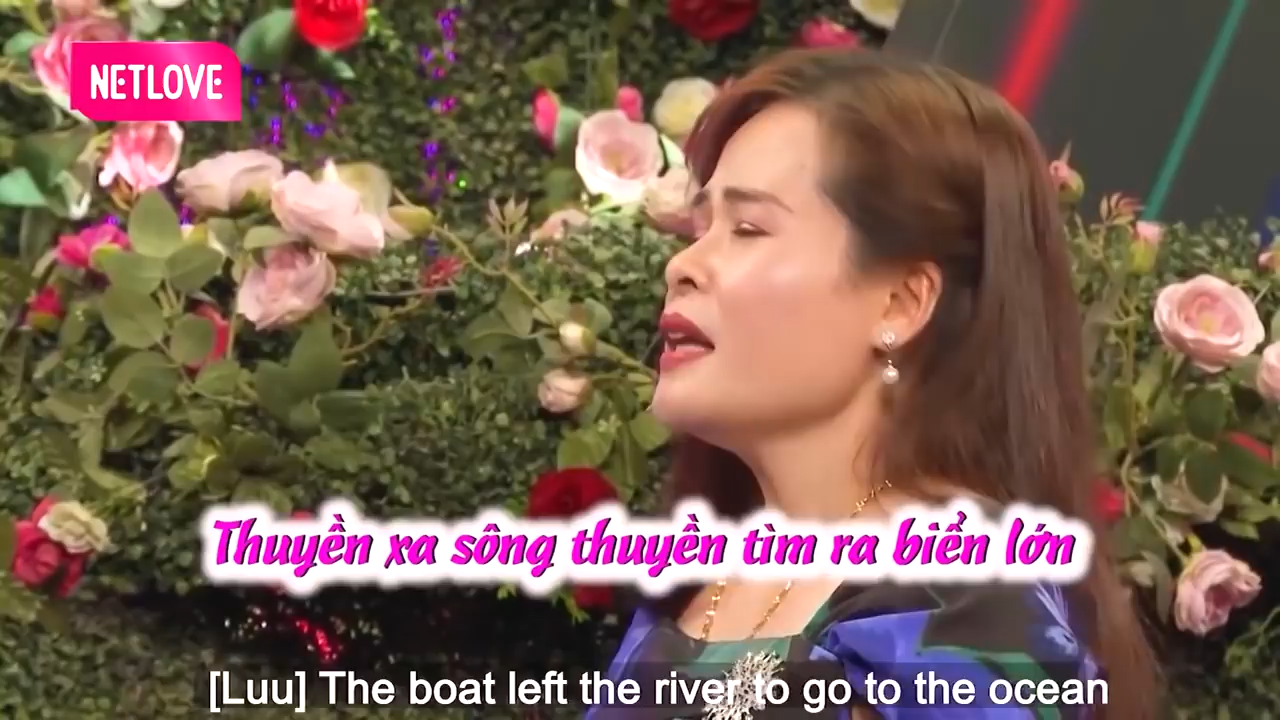 NETLOVE
Thuyền xa sông thuyền tìm ra biển lớn
[Luu] The boat left the river to go to the ocean